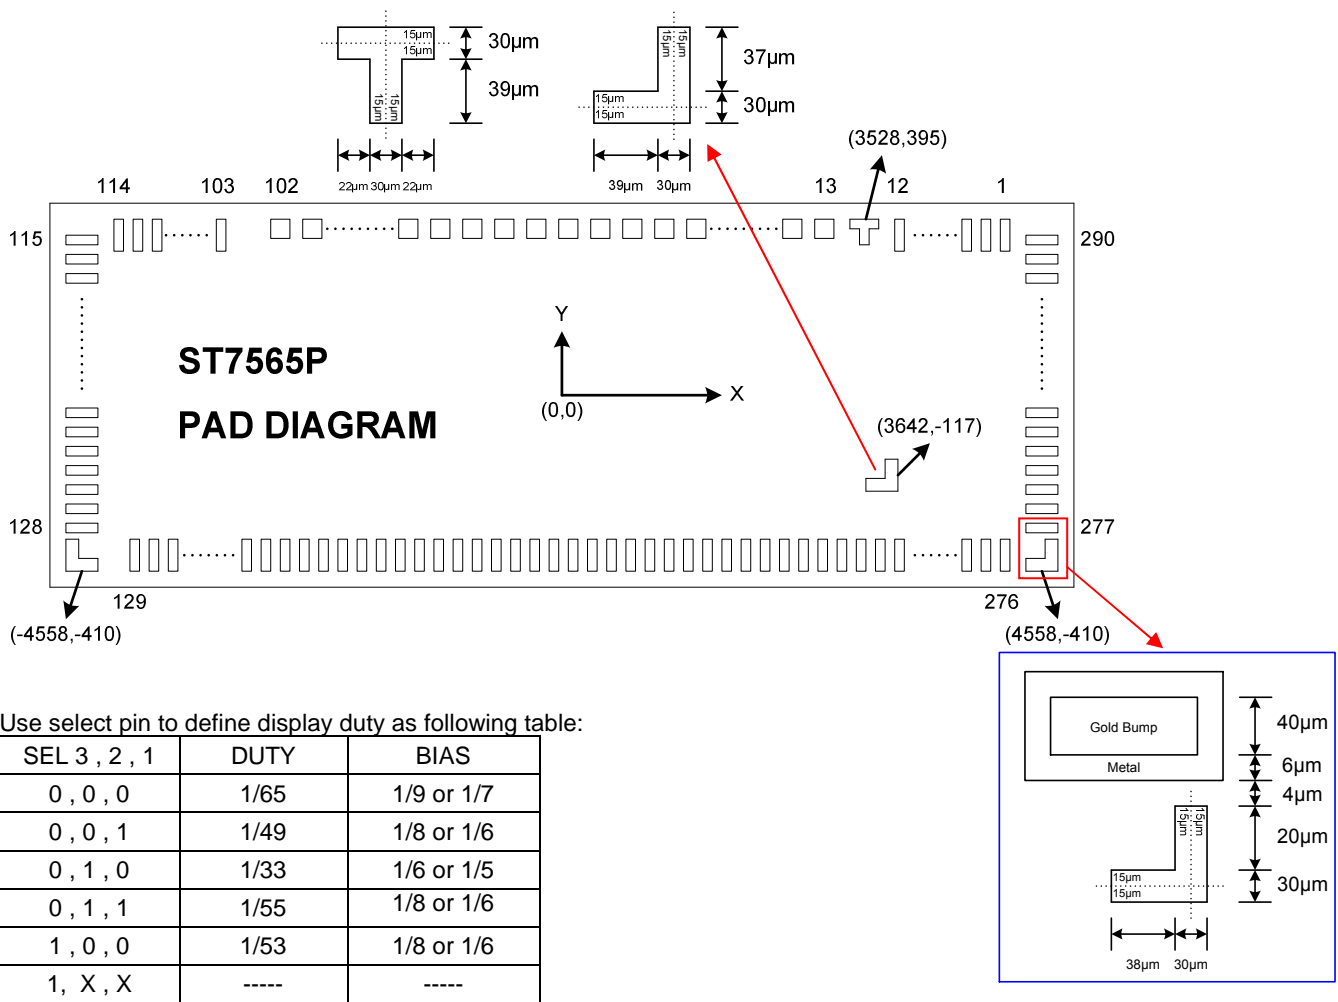 15µm
15µm
30µm
39µm
15µm
15µm
22µm 30µm 22µm
15µm
15µm
37µm
15µm
15µm
30µm
39µm 30µm
(3528,395)
114
103
102
13
12
1
115
290
ST7565P
PAD DIAGRAM
Y
X
(0,0)
(3642,-117)
128
277
129
276
(-4558,-410)
(4558,-410)
Gold Bump
Metal
40µm
6µm
4µm
15µm
15µm
20µm
15µm
15µm
30µm
38µm 30µm
Use select pin to define display duty as following table:
SEL 3 , 2 , 1 DUTY BIAS
0 , 0 , 0 1/65 1/9 or 1/7
0 , 0 , 1 1/49 1/8 or 1/6
0 , 1 , 0 1/33 1/6 or 1/5
0 , 1 , 1 1/55 1/8 or 1/6
1 , 0 , 0 1/53 1/8 or 1/6
1, X , X ----- -----